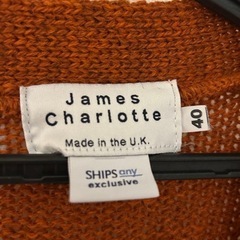 James
Charlotte
Made in the U.K.
40
SHIPS any
exclusive